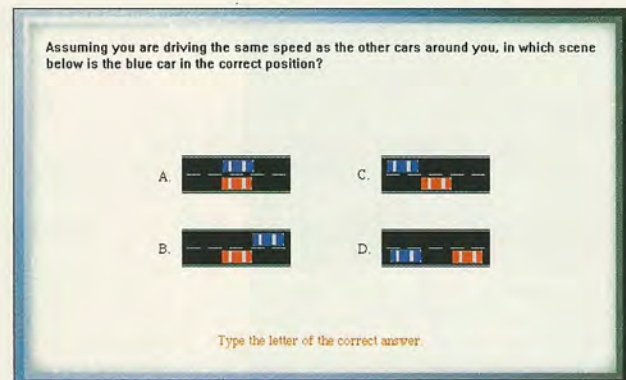 Assuming you are driving the same speed as the other cars around you, in which scene
below is the blue car in the correct position?
A.
C.
B.
D.
Type the letter of the correct answer.